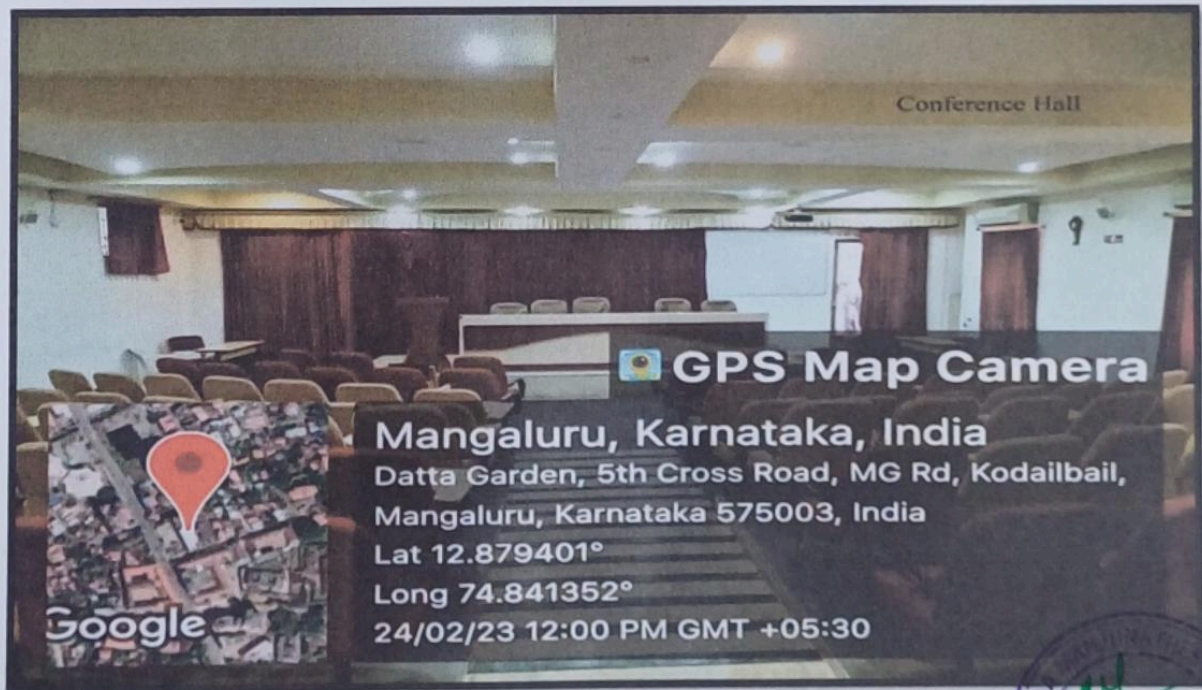 Conference Hall
GPS Map Camera
Mangaluru, Karnataka, India
Datta Garden, 5th Cross Road, MG Rd, Kodailbail,
Mangaluru, Karnataka 575003, India
Lat 12.879401°
Long 74.841352°
24/02/23 12:00 PM GMT +05:30
Google